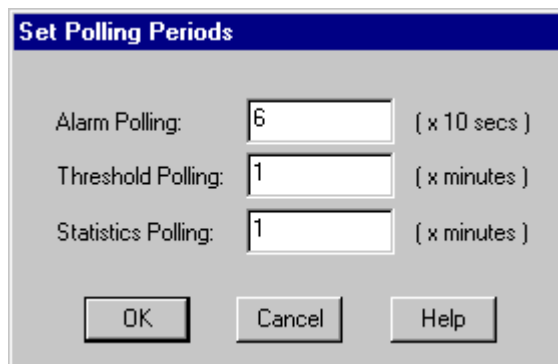 Set Polling Periods
Alarm Polling: 6 ( x 10 secs )
Threshold Polling: 1 ( x minutes )
Statistics Polling: 1 ( x minutes )
OK Cancel Help